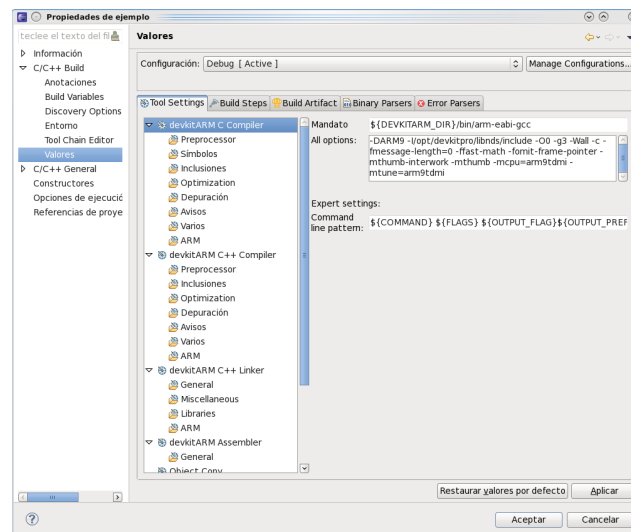 Propiedades de ejemplo
teclee el texto del fil
Valores
Información
C/C++ Build
Anotaciones
Build Variables
Discovery Options
Entorno
Tool Chain Editor
Valores
C/C++ General
Constructores
Opciones de ejecució
Referencias de proye
Configuración:
Debug [ Active ]
Manage Configurations...
Tool Settings
Build Steps
Build Artifact
Binary Parsers
Error Parsers
devkitARM C Compiler
Preprocessor
Símbolos
Inclusiones
Optimization
Depuración
Avisos
Varios
ARM
devkitARM C++ Compiler
Preprocessor
Inclusiones
Optimization
Depuración
Avisos
Varios
ARM
devkitARM C++ Linker
General
Miscellaneous
Libraries
ARM
devkitARM Assembler
General
Object Copy
Mandato
${DEVKITARM_DIR}/bin/arm-eabi-gcc
All options:
-DARM9 -I/opt/devkitpro/libnds/include -O0 -g3 -Wall -c -
fmessage-length=0 -ffast-math -fomit-frame-pointer -
mthumb-interwork -mthumb -mcpu=arm9tdmi -
mtune=arm9tdmi
Expert settings:
Command
line pattern:
${COMMAND} ${FLAGS} ${OUTPUT_FLAG}${OUTPUT_PREF
Restaurar valores por defecto
Aplicar
Aceptar
Cancelar